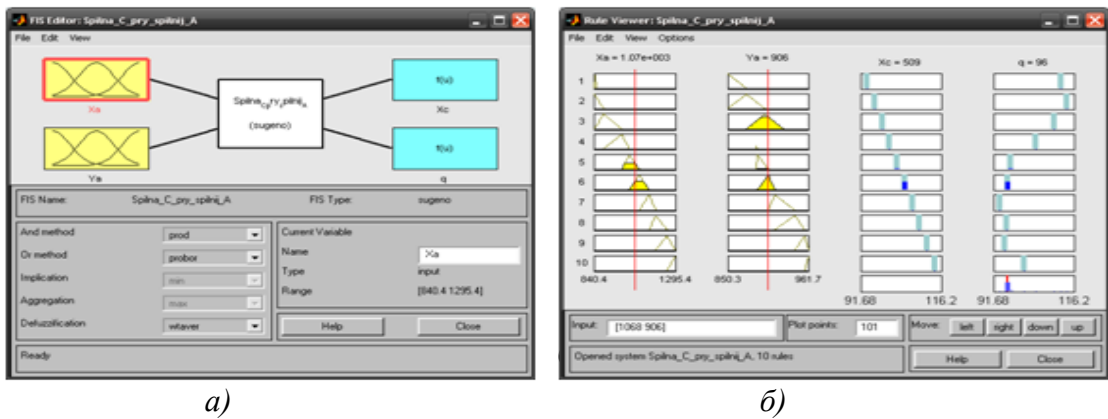 FIS Editor: Spilna_C_pry_spilnij_A
File Edit View
Xa
Ya
(sugeno)
f(u)
Xc
f(u)
q
FIS Name: Spilna_C_pry_spilnij_A FIS Type: sugeno
And method prod
Or method probor
Implication min
Aggregation max
Defuzzification wtaver
Current Variable
Name Xa
Type input
Range [840.4 1295.4]
Help Close
Ready
а)
Rule Viewer: Spilna_C_pry_spilnij_A
File Edit View Options
Xa = 1.07e+003 Ya = 906 Xc = 509 q = 96
1
2
3
4
5
6
7
8
9
10
840.4 1295.4 850.3 961.7
91.68 116.2 91.68 116.2
Input: [1068 906] Plot points: 101 Move: left right down up
Opened system Spilna_C_pry_spilnij_A, 10 rules Help Close
б)